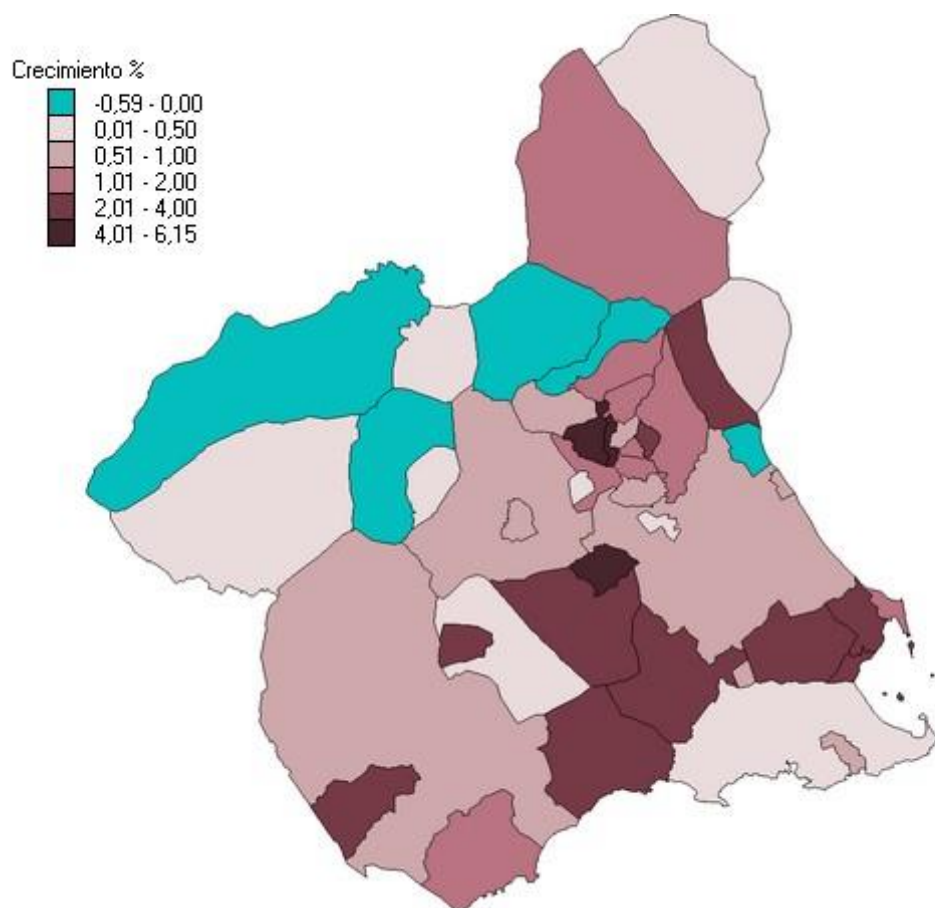 Crecimiento %
-0,59 - 0,00
0,01 - 0,50
0,51 - 1,00
1,01 - 2,00
2,01 - 4,00
4,01 - 6,15